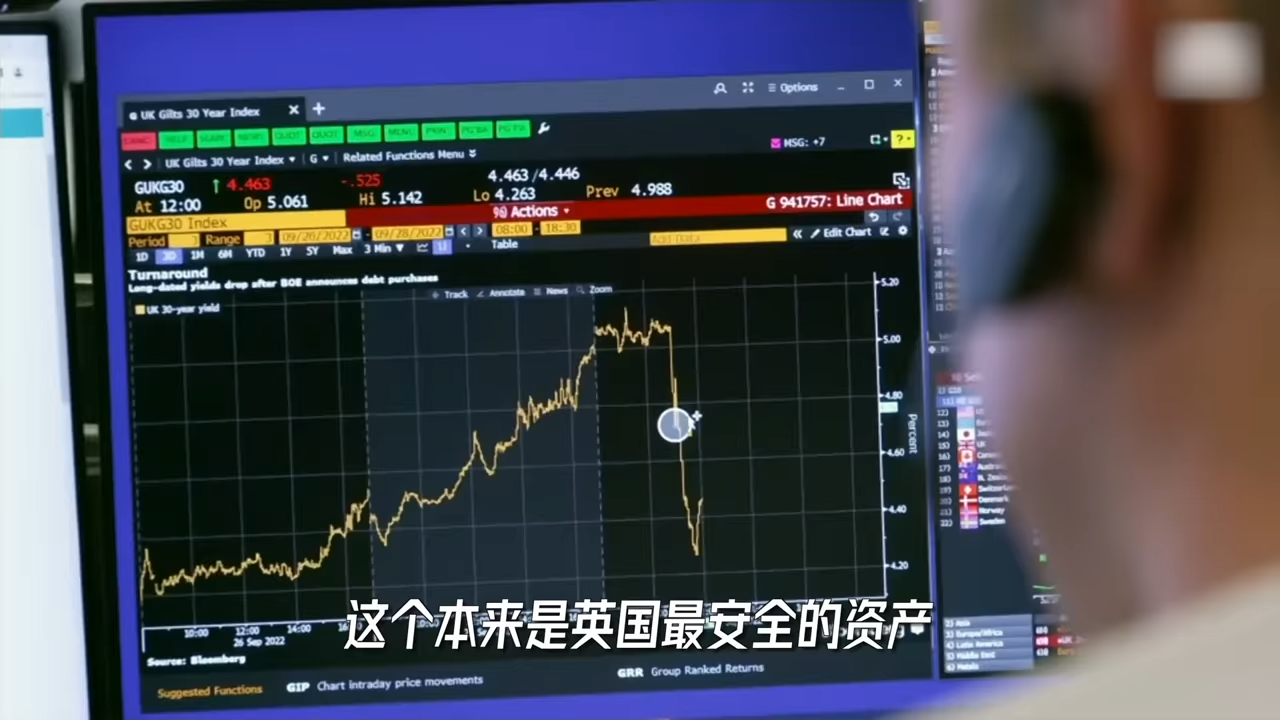 UK Gilts 30 Year Index
Options
MSG: +7
UK Gilts 30 Year Index G Related Functions Menu
GUKG30 4.463 -.525 4.463 /4.446
At 12:00 Op 5.061 Hi 5.142 Lo 4.263 Prev 4.988
GUKG30 Index 96 Actions G 941757: Line Chart
Period Range 09/26/2022 - 09/28/2022 08:00 - 18:30 Add Data Edit Chart
1D 3D 1M 6M YTD 1Y 5Y Max 3 Min Table
Turnaround
Long-dated yields drop after BOE announces debt purchases
Track Annotate News Zoom
UK 30-year yield
5.20
5.00
4.80
4.60
4.40
4.20
Percent
10:00 12:00 14:00
26 Sep 2022
这个本来是英国最安全的资产
Source: Bloomberg
Suggested Functions GIP Chart intraday price movements GRR Group Ranked Returns